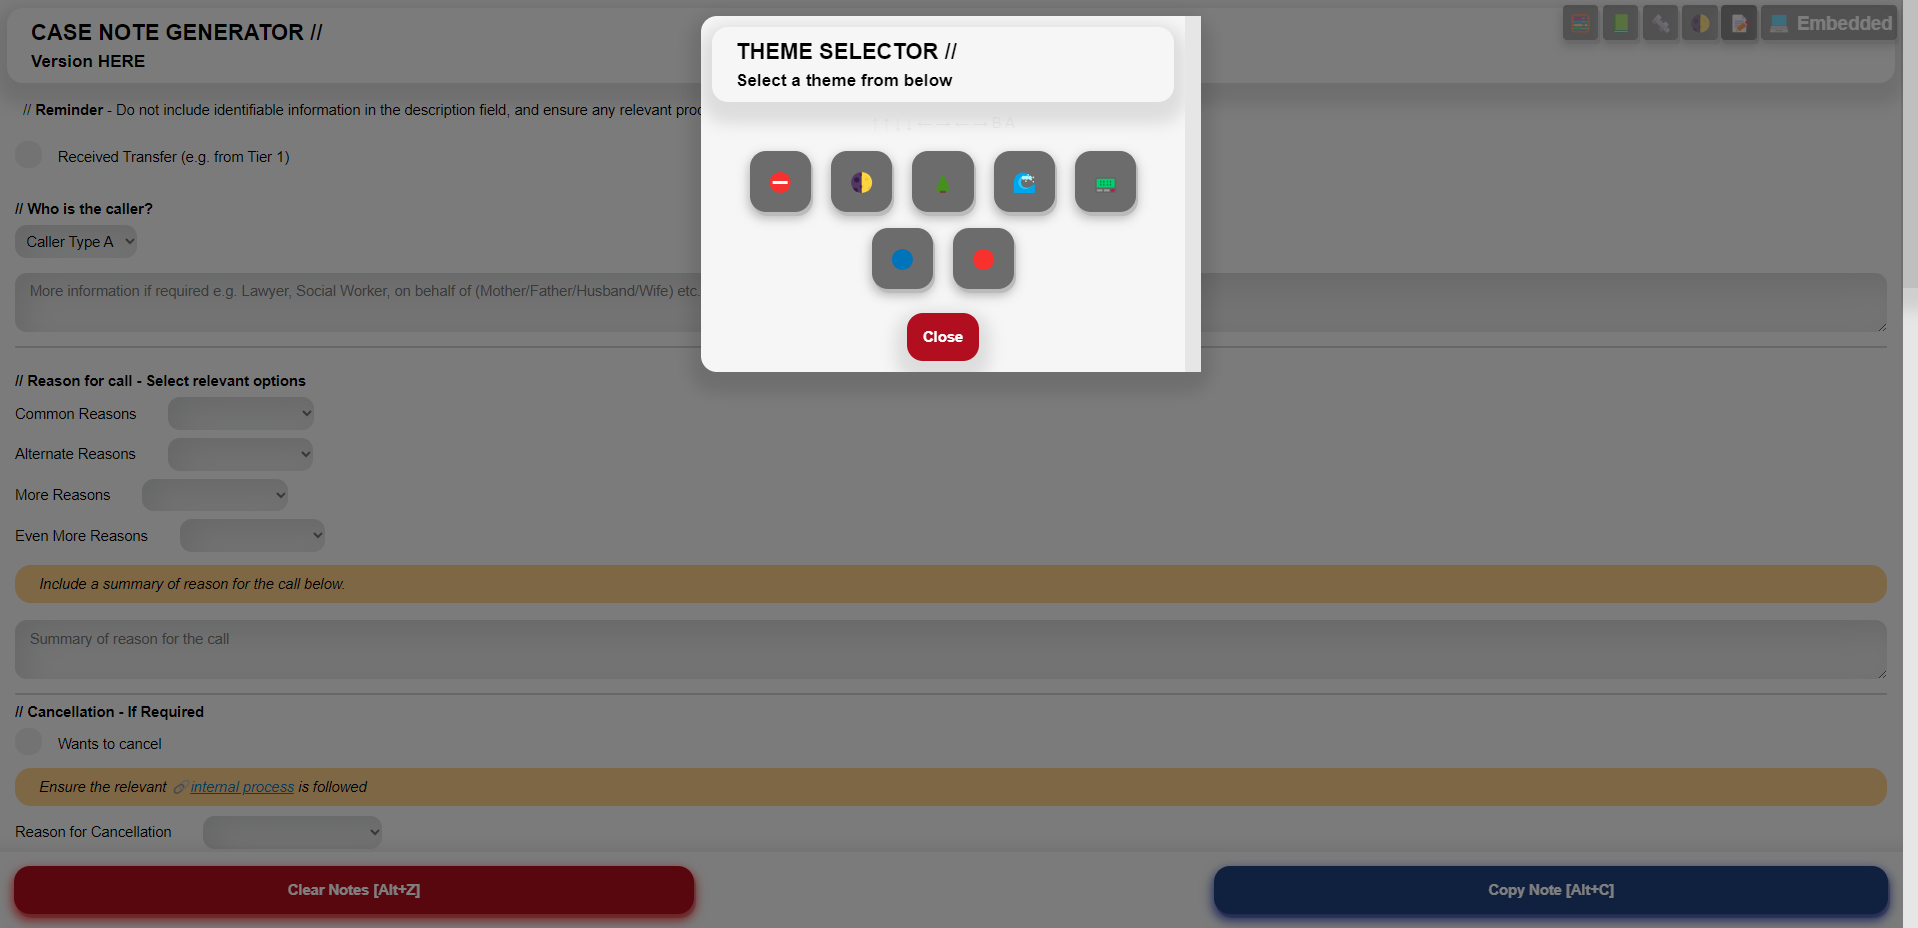 CASE NOTE GENERATOR //
Version HERE
Embedded
THEME SELECTOR //
Select a theme from below
↑↑↓↓←→←→BA
Close
// Reminder - Do not include identifiable information in the description field, and ensure any relevant
Received Transfer (e.g. from Tier 1)
// Who is the caller?
Caller Type A
More information if required e.g. Lawyer, Social Worker, on behalf of (Mother/Father/Husband/Wife) etc.
// Reason for call - Select relevant options
Common Reasons
Alternate Reasons
More Reasons
Even More Reasons
Include a summary of reason for the call below.
Summary of reason for the call
// Cancellation - If Required
Wants to cancel
Ensure the relevant 🔗internal process is followed
Reason for Cancellation
Clear Notes [Alt+Z]
Copy Note [Alt+C]